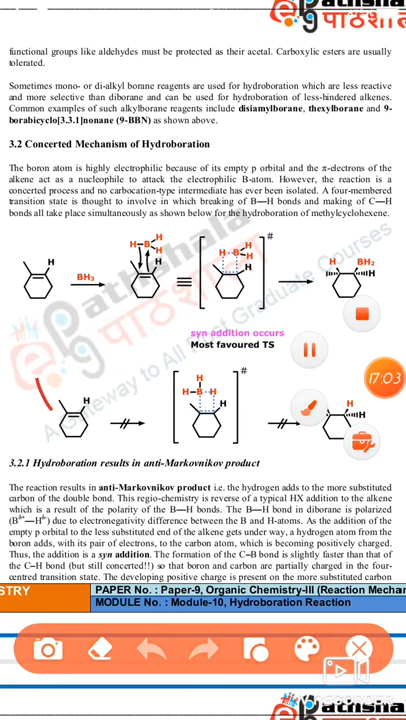 Pathshala
पाठशाला
functional groups like aldehydes must be protected as their acetal. Carboxylic esters are usually
tolerated.
Sometimes mono- or di-alkyl borane reagents are used for hydroboration which are less reactive
and more selective than diborane and can be used for hydroboration of less-hindered alkenes.
Common examples of such alkylborane reagents include disiamylborane, thexylborane and 9-
borabicyclo[3.3.1]nonane (9-BBN) as shown above.
3.2 Concerted Mechanism of Hydroboration
The boron atom is highly electrophilic because of its empty p orbital and the π-electrons of the
alkene act as a nucleophile to attack the electrophilic B-atom. However, the reaction is a
concerted process and no carbocation-type intermediate has ever been isolated. A four-membered
transition state is thought to involve in which breaking of B—H bonds and making of C—H
bonds all take place simultaneously as shown below for the hydroboration of methylcyclohexene.
H
BH₃
H
H–B
H
H
H
H··B
H
H
H
#
H
BH₂
H
syn addition occurs
Most favoured TS
17:03
H
H
H–B··H
H
#
H
H
3.2.1 Hydroboration results in anti-Markovnikov product
The reaction results in anti-Markovnikov product i.e. the hydrogen adds to the more substituted
carbon of the double bond. This regio-chemistry is reverse of a typical HX addition to the alkene
which is a result of the polarity of the B—H bonds. The B—H bond in diborane is polarized
(Bᵟ⁺—Hᵟ⁻) due to electronegativity difference between the B and H-atoms. As the addition of the
empty p orbital to the less substituted end of the alkene gets under way, a hydrogen atom from the
boron adds, with its pair of electrons, to the carbon atom, which is becoming positively charged.
Thus, the addition is a syn addition. The formation of the C–B bond is slightly faster than that of
the C–H bond (but still concerted!!) so that boron and carbon are partially charged in the four-
centred transition state. The developing positive charge is present on the more substituted carbon
A Gateway to All Post Graduate Courses
STRY
PAPER No. : Paper-9, Organic Chemistry-III (Reaction Mechan
MODULE No. : Module-10, Hydroboration Reaction
Pathsha